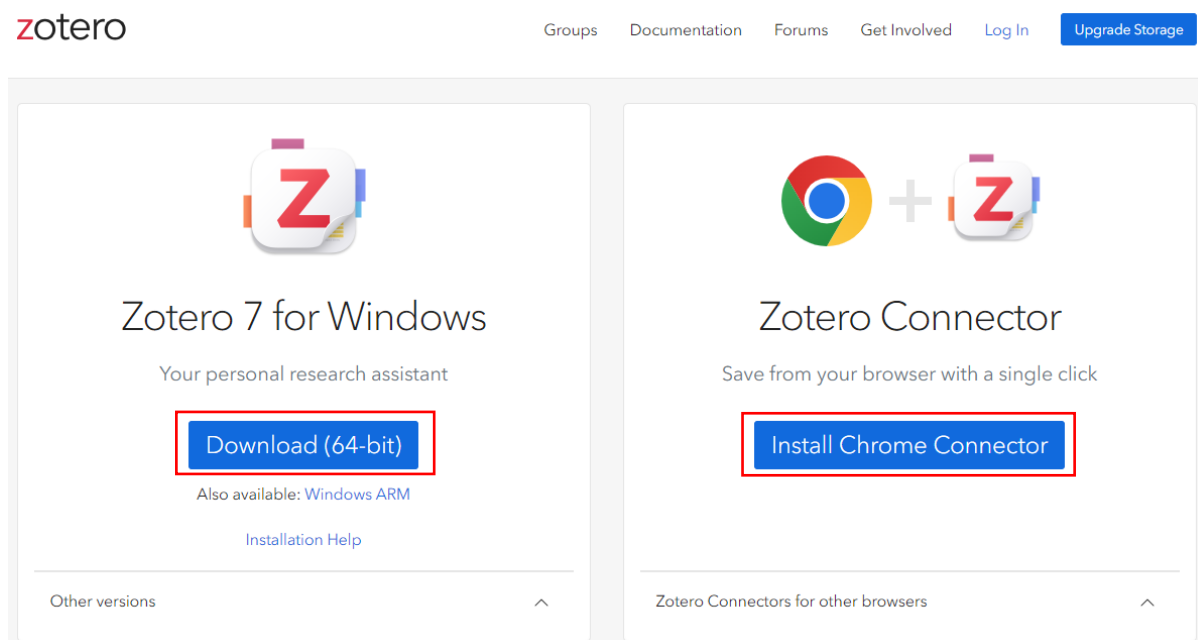 zotero
Groups Documentation Forums Get Involved Log In Upgrade Storage
Z
Zotero 7 for Windows
Your personal research assistant
Download (64-bit)
Also available: Windows ARM
Installation Help
Other versions
Z
Zotero Connector
Save from your browser with a single click
Install Chrome Connector
Zotero Connectors for other browsers